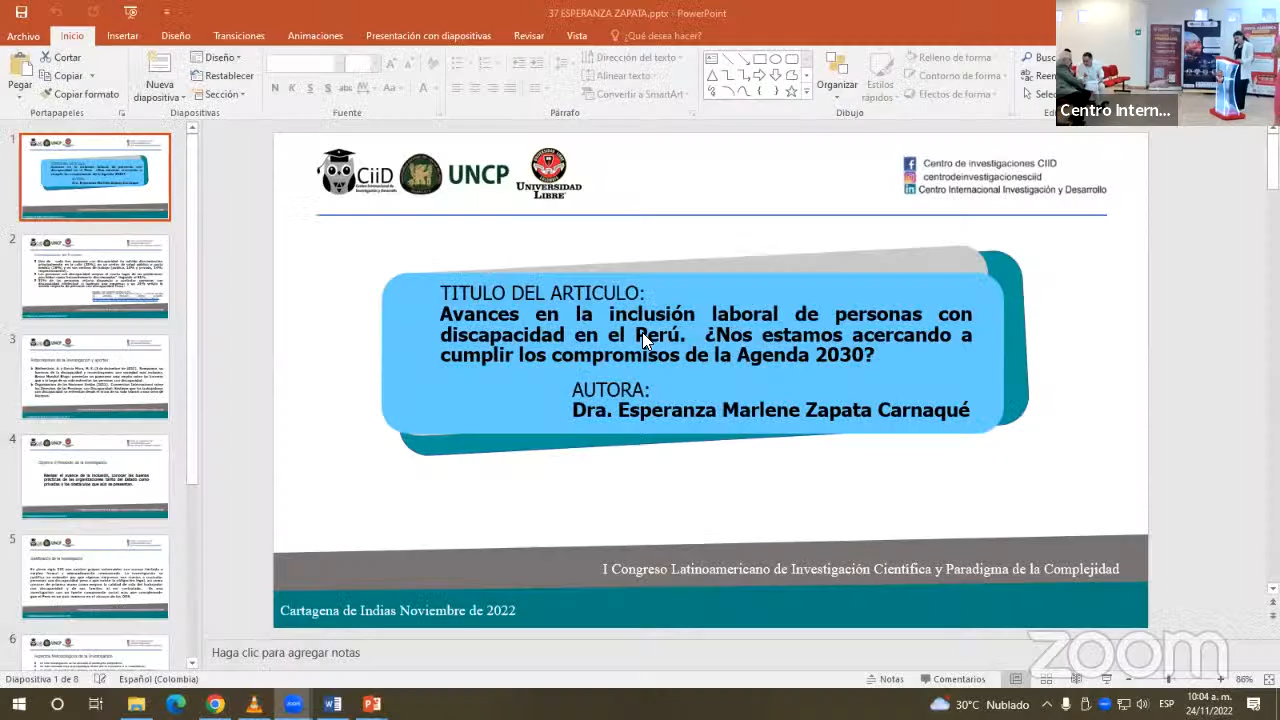 37 ESPERANZA ZAPATA.pptx - PowerPoint
Archivo Inicio Insertar Diseño Transiciones Animaciones Presentación con diapositivas Revisar Vista ¿Qué desea hacer?
Cortar
Copiar
Copiar formato
Portapapeles
Nueva
diapositiva
Diseño
Restablecer
Sección
Diapositivas
Fuente
Dirección del texto
Alinear texto
Convertir a SmartArt
Párrafo
Organizar
Estilos
rápidos
Relleno de forma
Contorno de forma
Efectos de forma
Dibujo
Centro Intern...
CiiD
UNCP
UNIVERSIDAD
LIBRE
Centro de investigaciones CIID
centrodeinvestigacionesciid
Centro Internacional Investigación y Desarrollo
TITULO DEL ARTICULO:
Avances en la inclusión laboral de personas con
discapacidad en el Perú. ¿Nos estamos acercando a
cumplir los compromisos de la Agenda 2030?
AUTORA:
Dra. Esperanza Marlene Zapata Carnaqué
I Congreso Latinoamericano de Investigación Científica y Paradigma de la Complejidad
Cartagena de Indias Noviembre de 2022
2
3
4
5
6
Haga clic para agregar notas
zoom
Diapositiva 1 de 8 Español (Colombia) Notas Comentarios 86%
30°C Nublado ESP 10:04 a.m.
24/11/2022